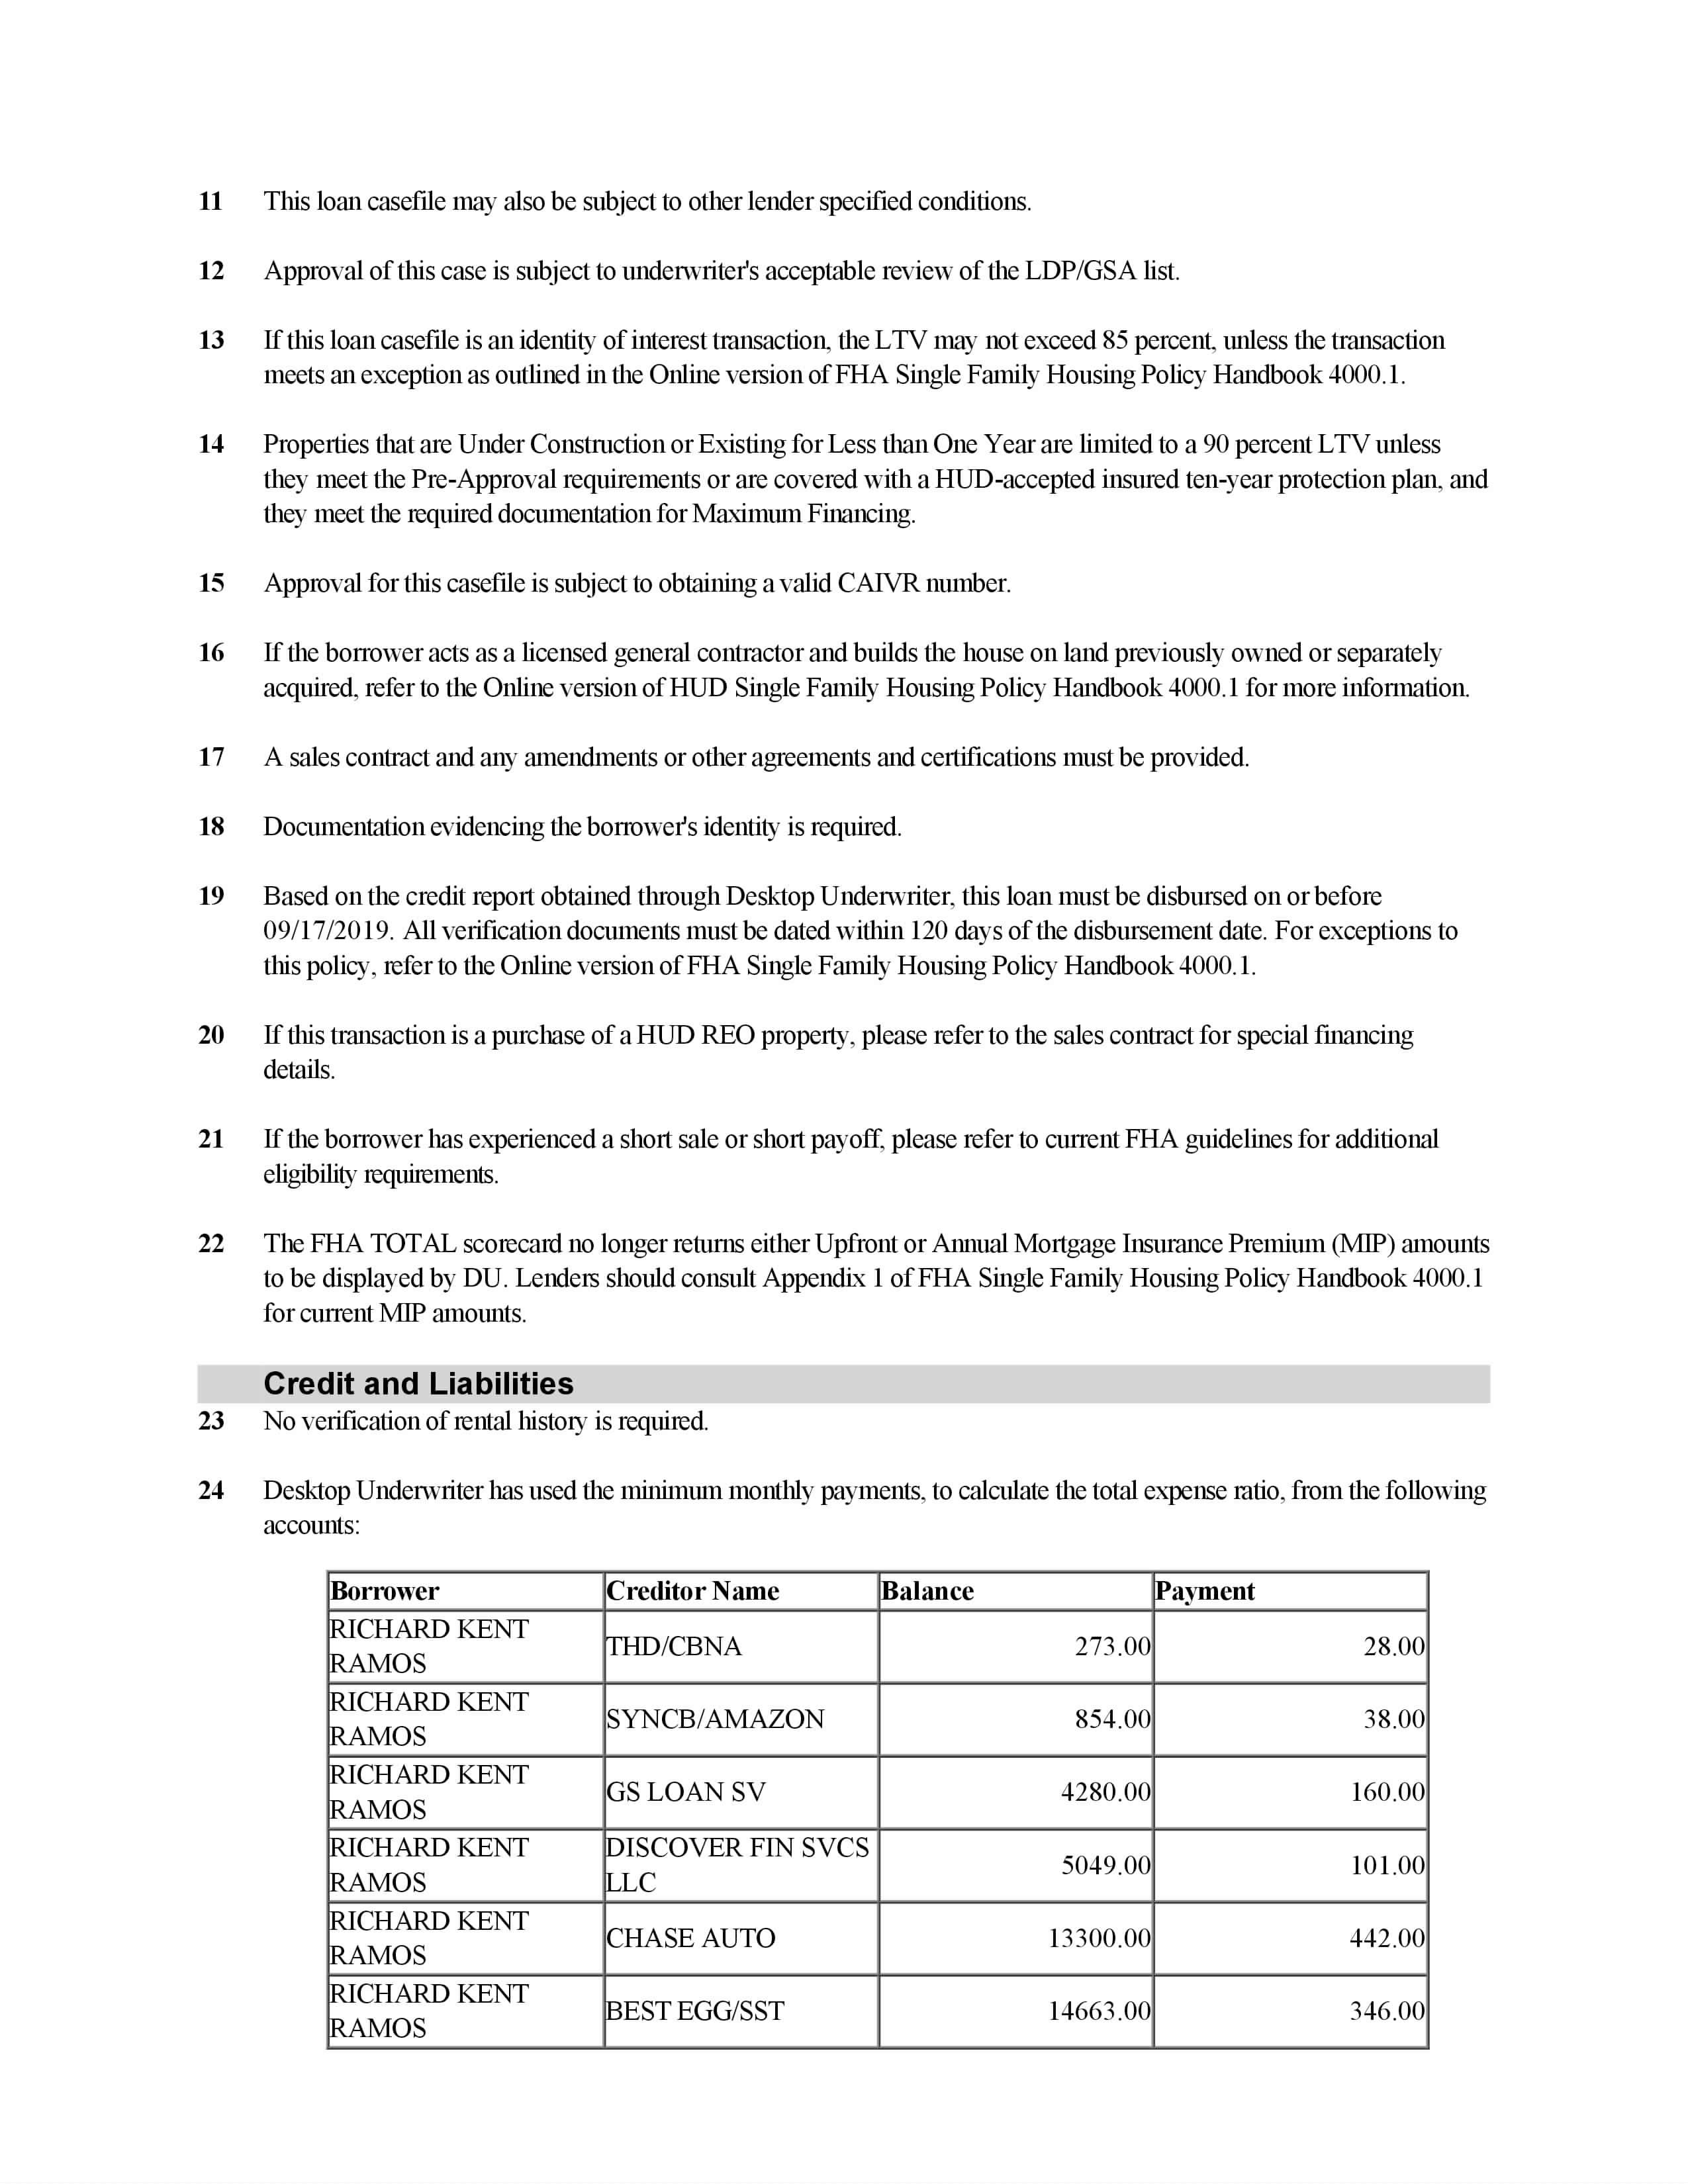 11 This loan casefile may also be subject to other lender specified conditions.
12 Approval of this case is subject to underwriter's acceptable review of the LDP/GSA list.
13 If this loan casefile is an identity of interest transaction, the LTV may not exceed 85 percent, unless the transaction
meets an exception as outlined in the Online version of FHA Single Family Housing Policy Handbook 4000.1.
14 Properties that are Under Construction or Existing for Less than One Year are limited to a 90 percent LTV unless
they meet the Pre-Approval requirements or are covered with a HUD-accepted insured ten-year protection plan, and
they meet the required documentation for Maximum Financing.
15 Approval for this casefile is subject to obtaining a valid CAIVR number.
16 If the borrower acts as a licensed general contractor and builds the house on land previously owned or separately
acquired, refer to the Online version of HUD Single Family Housing Policy Handbook 4000.1 for more information.
17 A sales contract and any amendments or other agreements and certifications must be provided.
18 Documentation evidencing the borrower's identity is required.
19 Based on the credit report obtained through Desktop Underwriter, this loan must be disbursed on or before
09/17/2019. All verification documents must be dated within 120 days of the disbursement date. For exceptions to
this policy, refer to the Online version of FHA Single Family Housing Policy Handbook 4000.1.
20 If this transaction is a purchase of a HUD REO property, please refer to the sales contract for special financing
details.
21 If the borrower has experienced a short sale or short payoff, please refer to current FHA guidelines for additional
eligibility requirements.
22 The FHA TOTAL scorecard no longer returns either Upfront or Annual Mortgage Insurance Premium (MIP) amounts
to be displayed by DU. Lenders should consult Appendix 1 of FHA Single Family Housing Policy Handbook 4000.1
for current MIP amounts.
Credit and Liabilities
23 No verification of rental history is required.
24 Desktop Underwriter has used the minimum monthly payments, to calculate the total expense ratio, from the following
accounts:
Borrower Creditor Name Balance Payment
RICHARD KENT
RAMOS THD/CBNA 273.00 28.00
RICHARD KENT
RAMOS SYNCB/AMAZON 854.00 38.00
RICHARD KENT
RAMOS GS LOAN SV 4280.00 160.00
RICHARD KENT DISCOVER FIN SVCS
RAMOS LLC 5049.00 101.00
RICHARD KENT
RAMOS CHASE AUTO 13300.00 442.00
RICHARD KENT
RAMOS BEST EGG/SST 14663.00 346.00